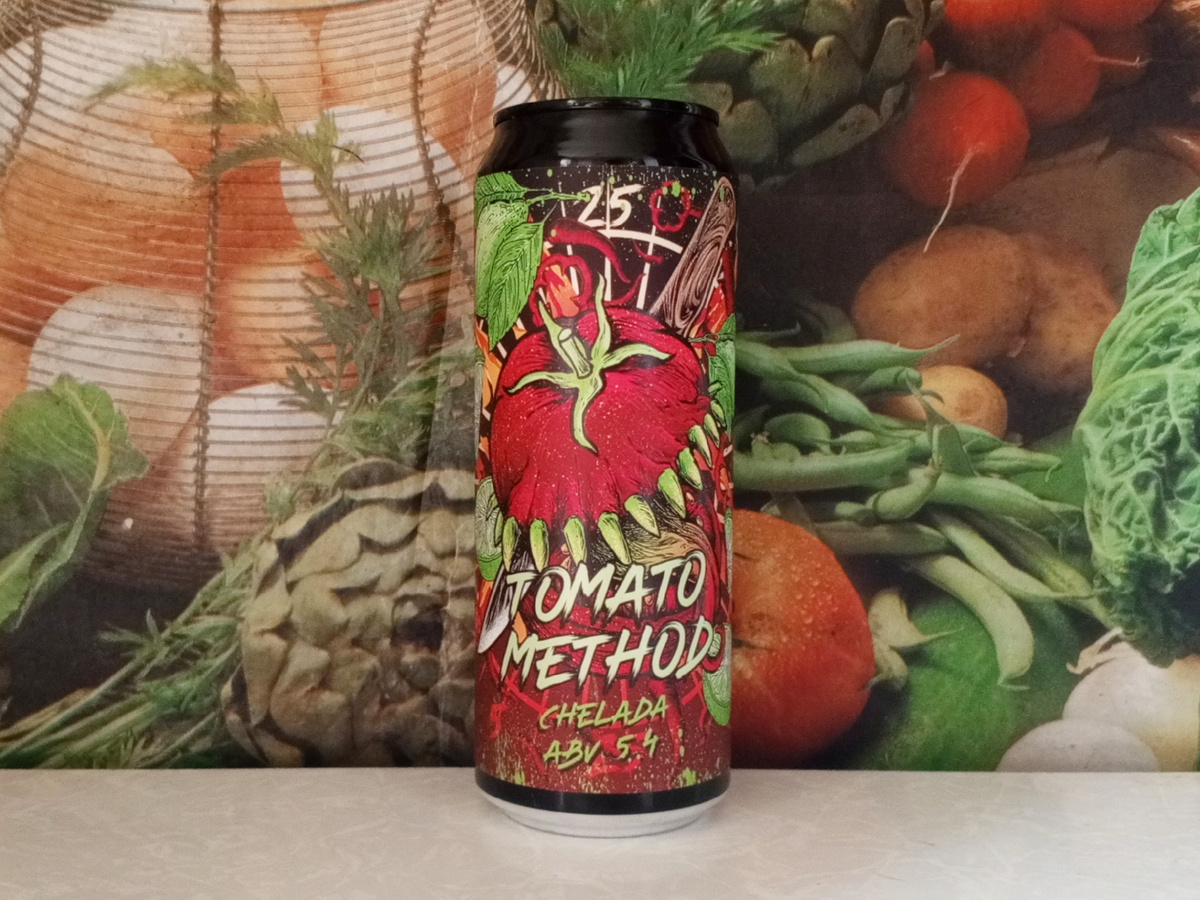 25
TOMATO
METHOD
CHELADA
ABV 5.4